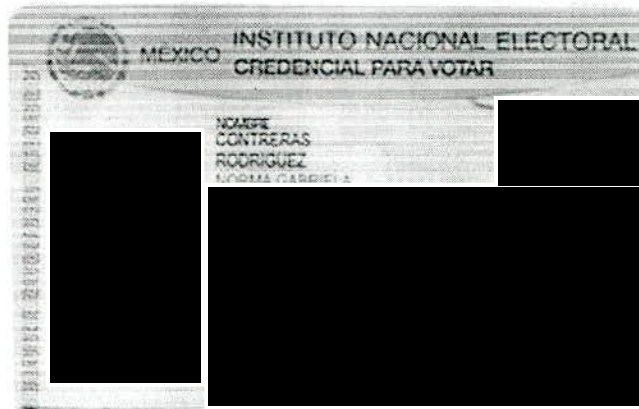 MEXICO
INSTITUTO NACIONAL ELECTORAL
CREDENCIAL PARA VOTAR
NOMBRE
CONTRERAS
RODRIGUEZ
NORMA GABRIELA